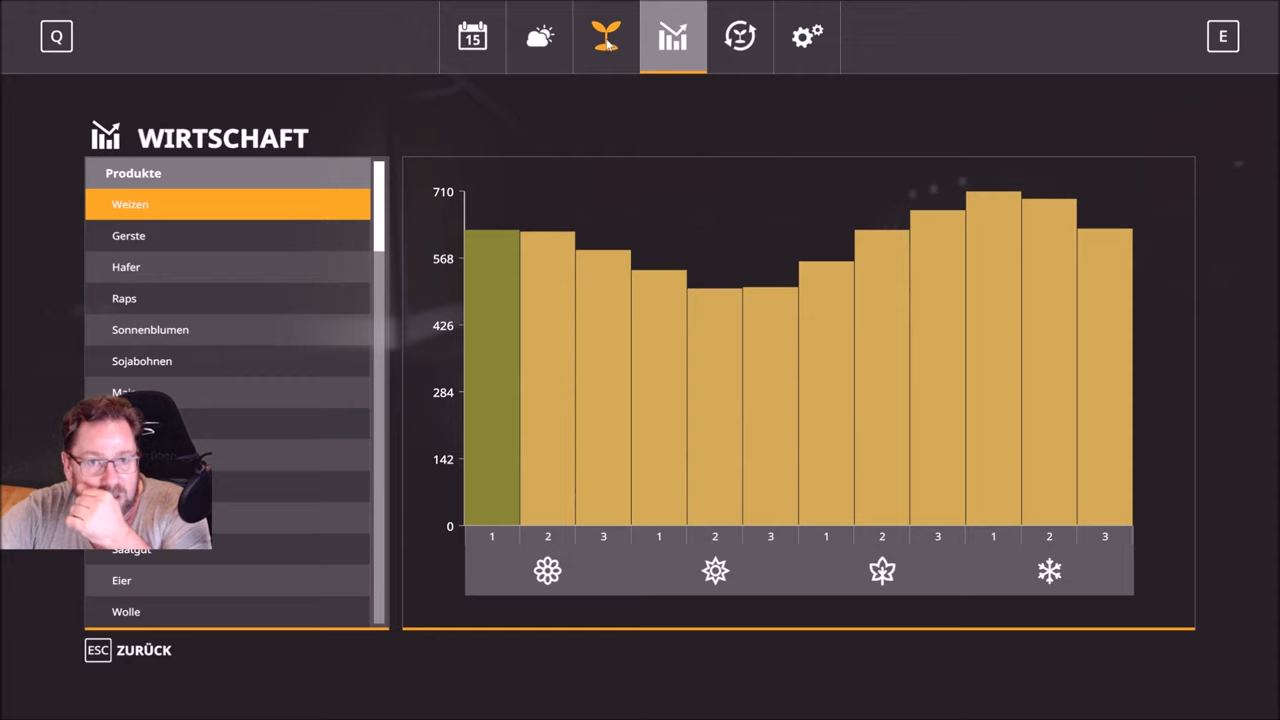 Q
15
E
WIRTSCHAFT
Produkte
Weizen
Gerste
Hafer
Raps
Sonnenblumen
Sojabohnen
Saatgut
Eier
Wolle
710
568
426
284
142
0
1 2 3 1 2 3 1 2 3 1 2 3
ESC ZURÜCK